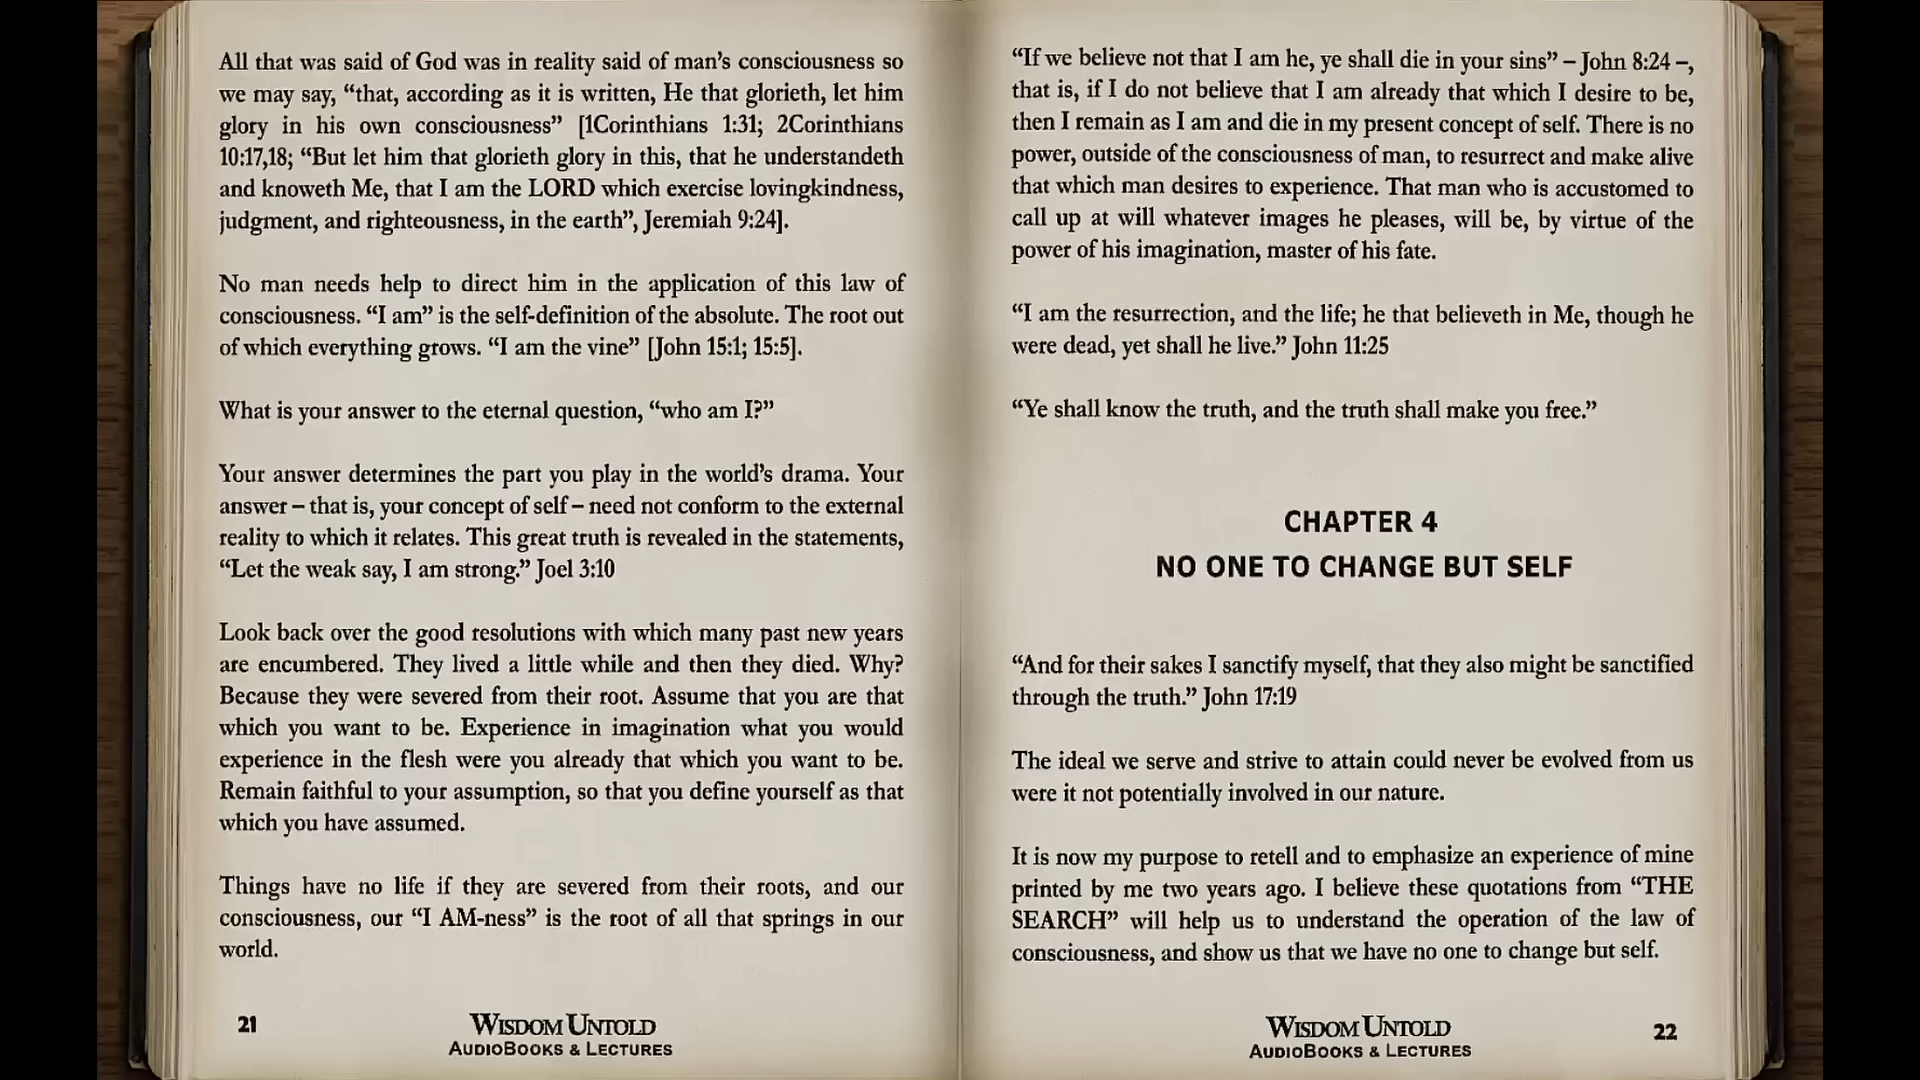 All that was said of God was in reality said of man's consciousness so
we may say, “that, according as it is written, He that glorieth, let him
glory in his own consciousness” [1Corinthians 1:31; 2Corinthians
10:17,18; “But let him that glorieth glory in this, that he understandeth
and knoweth Me, that I am the LORD which exercise lovingkindness,
judgment, and righteousness, in the earth”, Jeremiah 9:24].
No man needs help to direct him in the application of this law of
consciousness. “I am” is the self-definition of the absolute. The root out
of which everything grows. “I am the vine” [John 15:1; 15:5].
What is your answer to the eternal question, “who am I?”
Your answer determines the part you play in the world's drama. Your
answer – that is, your concept of self – need not conform to the external
reality to which it relates. This great truth is revealed in the statements,
“Let the weak say, I am strong.” Joel 3:10
Look back over the good resolutions with which many past new years
are encumbered. They lived a little while and then they died. Why?
Because they were severed from their root. Assume that you are that
which you want to be. Experience in imagination what you would
experience in the flesh were you already that which you want to be.
Remain faithful to your assumption, so that you define yourself as that
which you have assumed.
Things have no life if they are severed from their roots, and our
consciousness, our “I AM-ness” is the root of all that springs in our
world.
21
WISDOM UNTOLD
AUDIOBOOKS & LECTURES
“If we believe not that I am he, ye shall die in your sins” – John 8:24 –,
that is, if I do not believe that I am already that which I desire to be,
then I remain as I am and die in my present concept of self. There is no
power, outside of the consciousness of man, to resurrect and make alive
that which man desires to experience. That man who is accustomed to
call up at will whatever images he pleases, will be, by virtue of the
power of his imagination, master of his fate.
“I am the resurrection, and the life; he that believeth in Me, though he
were dead, yet shall he live.” John 11:25
“Ye shall know the truth, and the truth shall make you free.”
CHAPTER 4
NO ONE TO CHANGE BUT SELF
“And for their sakes I sanctify myself, that they also might be sanctified
through the truth.” John 17:19
The ideal we serve and strive to attain could never be evolved from us
were it not potentially involved in our nature.
It is now my purpose to retell and to emphasize an experience of mine
printed by me two years ago. I believe these quotations from “THE
SEARCH” will help us to understand the operation of the law of
consciousness, and show us that we have no one to change but self.
WISDOM UNTOLD
AUDIOBOOKS & LECTURES
22